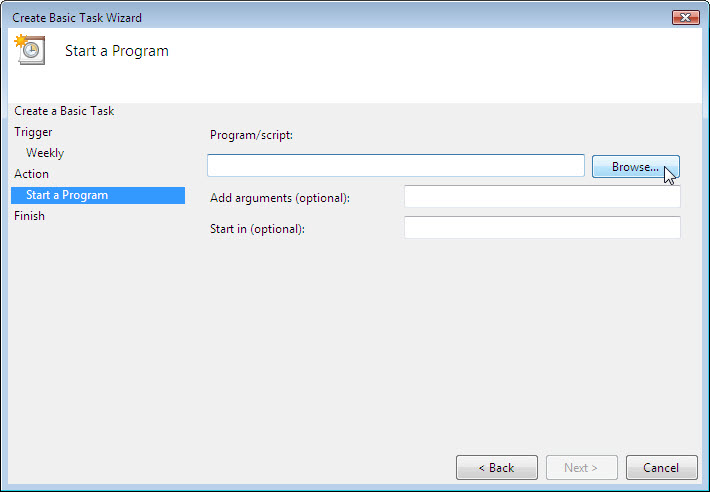 Create Basic Task Wizard
Start a Program
Create a Basic Task
Trigger
Weekly
Action
Start a Program
Finish
Program/script:
Browse...
Add arguments (optional):
Start in (optional):
< Back
Next >
Cancel